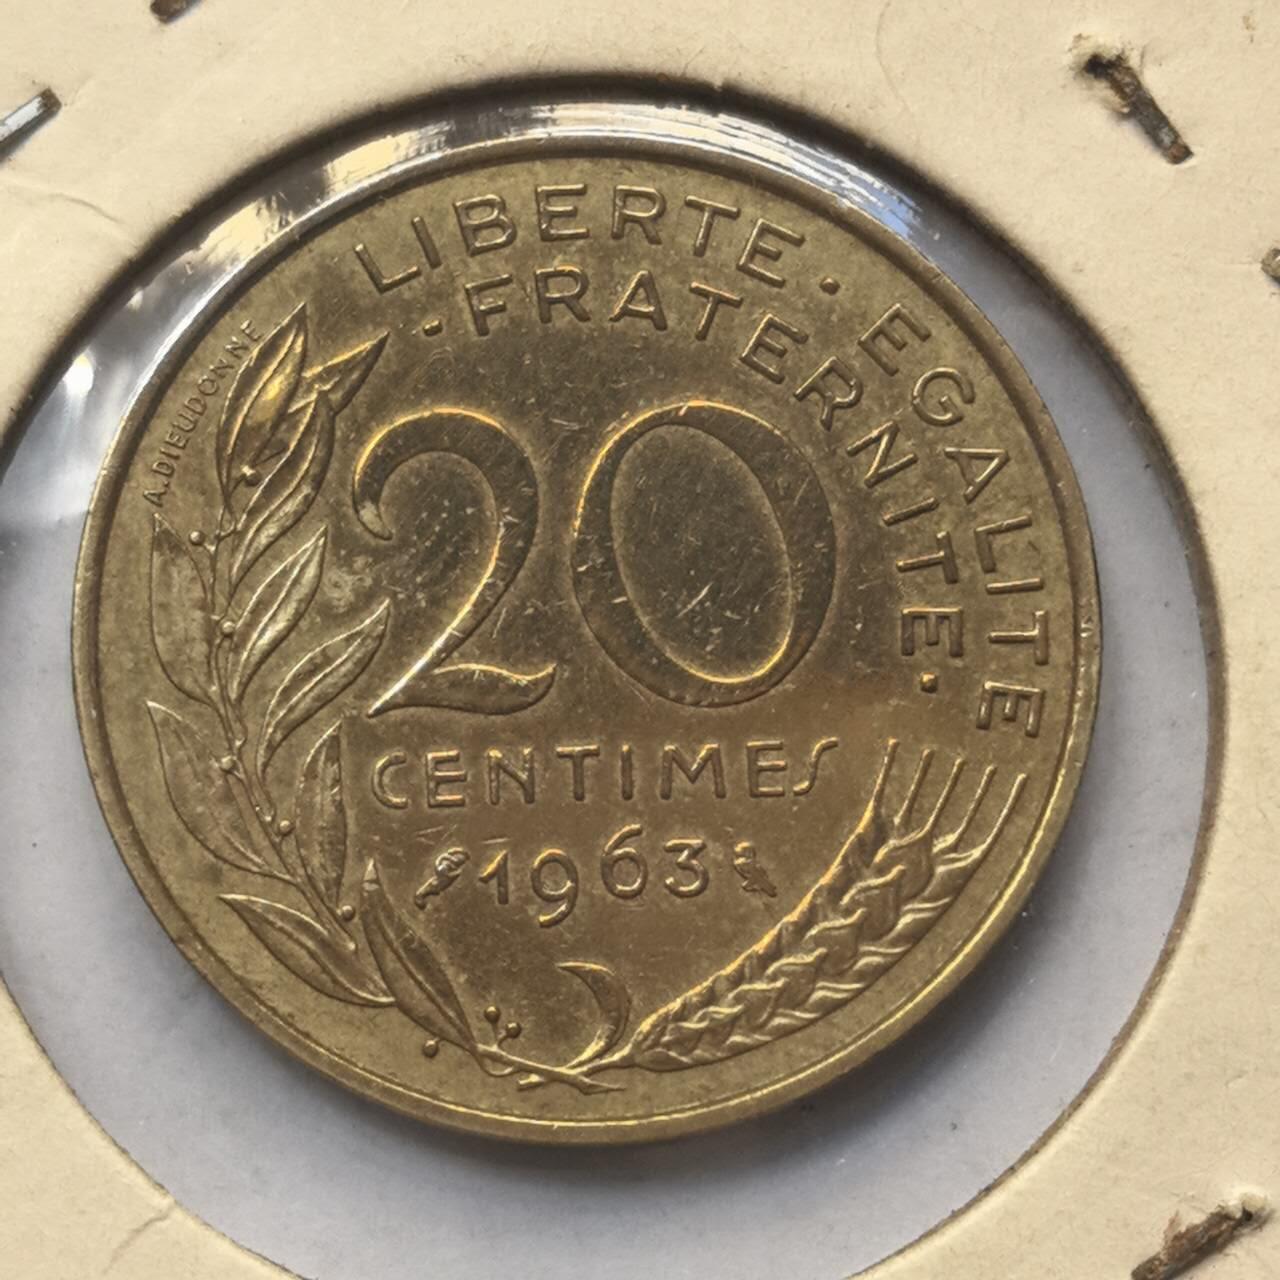 LIBERTE · EGALITE
· FRATERNITE ·
A.DIEUDONNE
20
CENTIMES
1963